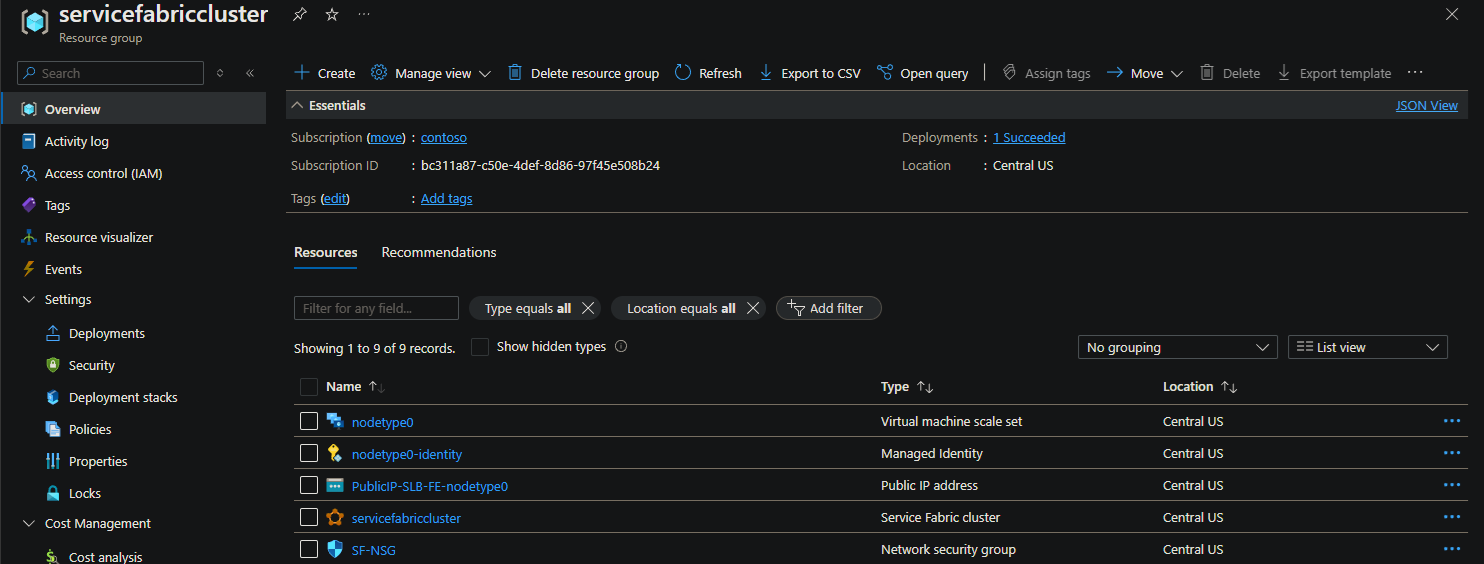 servicefabriccluster
Resource group
Search
Overview
Activity log
Access control (IAM)
Tags
Resource visualizer
Events
Settings
Deployments
Security
Deployment stacks
Policies
Properties
Locks
Cost Management
Cost analysis
Create Manage view Delete resource group Refresh Export to CSV Open query Assign tags Move Delete Export template
Essentials JSON View
Subscription (move) : contoso Deployments : 1 Succeeded
Subscription ID : bc311a87-c50e-4def-8d86-97f45e508b24 Location : Central US
Tags (edit) : Add tags
Resources Recommendations
Filter for any field... Type equals all Location equals all Add filter
Showing 1 to 9 of 9 records. Show hidden types No grouping List view
Name Type Location
nodetype0 Virtual machine scale set Central US
nodetype0-identity Managed Identity Central US
PublicIP-SLB-FE-nodetype0 Public IP address Central US
servicefabriccluster Service Fabric cluster Central US
SF-NSG Network security group Central US